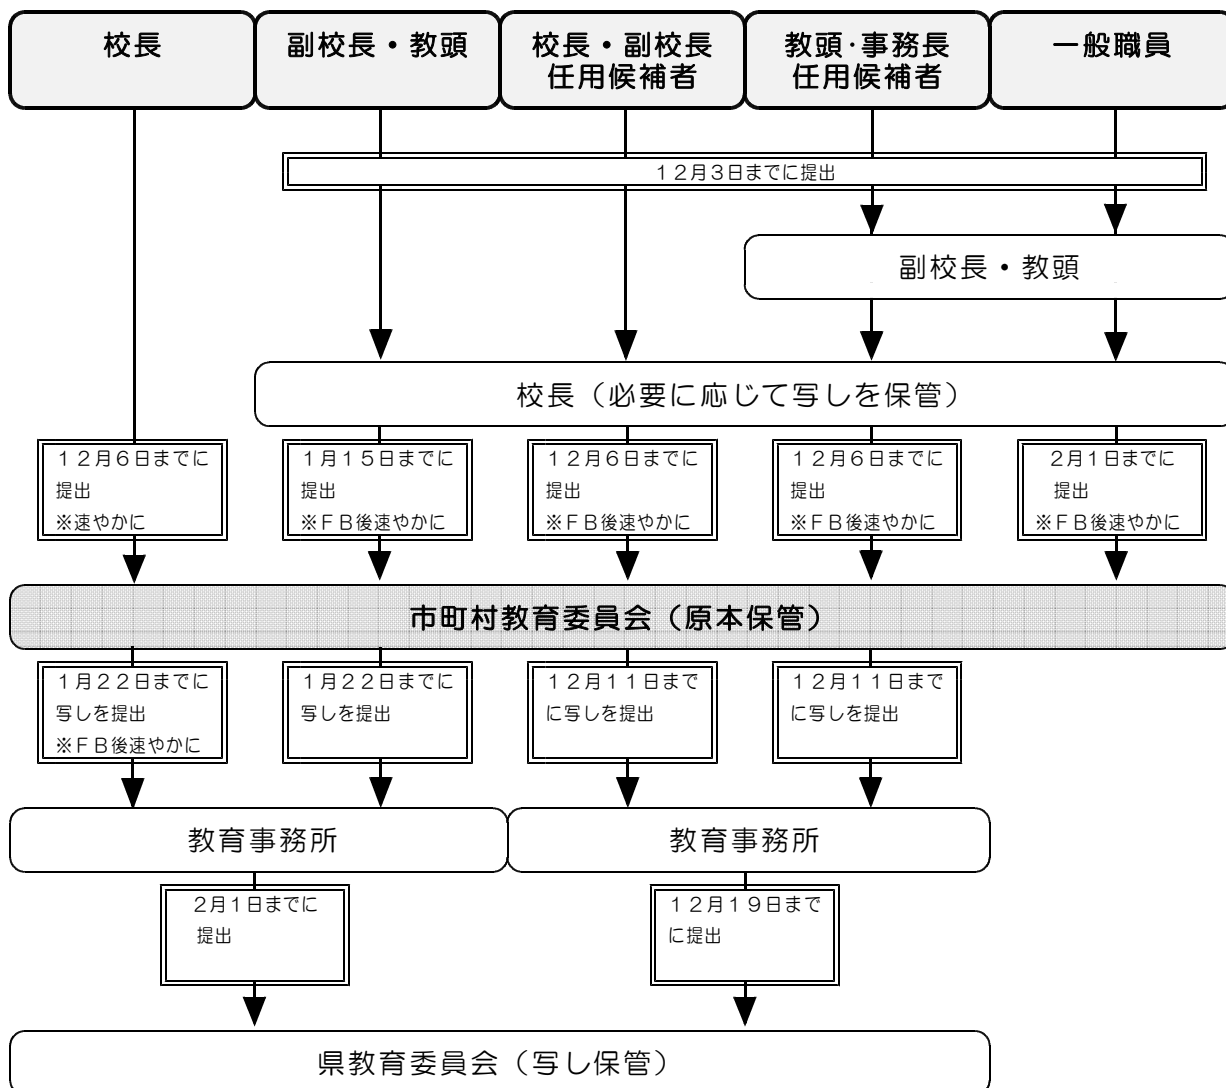 校長
副校長・教頭
校長・副校長
任用候補者
教頭・事務長
任用候補者
一般職員
１２月３日までに提出
副校長・教頭
校長（必要に応じて写しを保管）
１２月６日までに
提出
※速やかに
１月１５日までに
提出
※ＦＢ後速やかに
１２月６日までに
提出
※ＦＢ後速やかに
１２月６日までに
提出
※ＦＢ後速やかに
２月１日までに
提出
※ＦＢ後速やかに
市町村教育委員会（原本保管）
１月２２日までに
写しを提出
※ＦＢ後速やかに
１月２２日までに
写しを提出
１２月１１日まで
に写しを提出
１２月１１日まで
に写しを提出
教育事務所
教育事務所
２月１日までに
提出
１２月１９日まで
に提出
県教育委員会（写し保管）